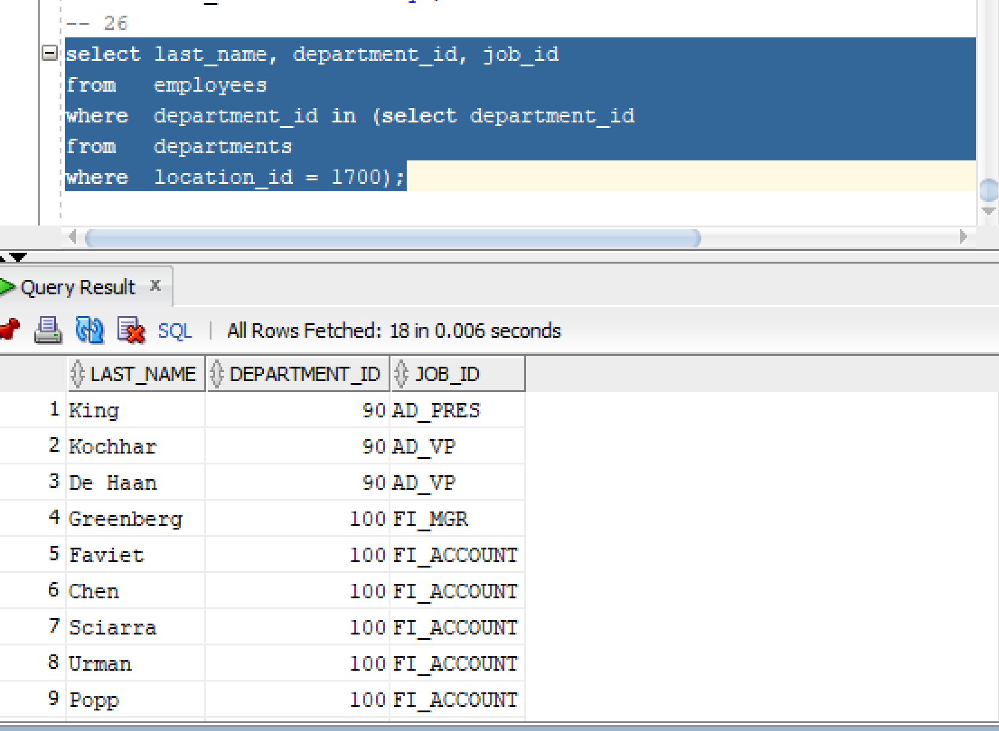 -- 26
select last_name, department_id, job_id
from   employees
where  department_id in (select department_id
from   departments
where  location_id = 1700);
Query Result x
SQL | All Rows Fetched: 18 in 0.006 seconds
LAST_NAME DEPARTMENT_ID JOB_ID
1 King 90 AD_PRES
2 Kochhar 90 AD_VP
3 De Haan 90 AD_VP
4 Greenberg 100 FI_MGR
5 Faviet 100 FI_ACCOUNT
6 Chen 100 FI_ACCOUNT
7 Sciarra 100 FI_ACCOUNT
8 Urman 100 FI_ACCOUNT
9 Popp 100 FI_ACCOUNT